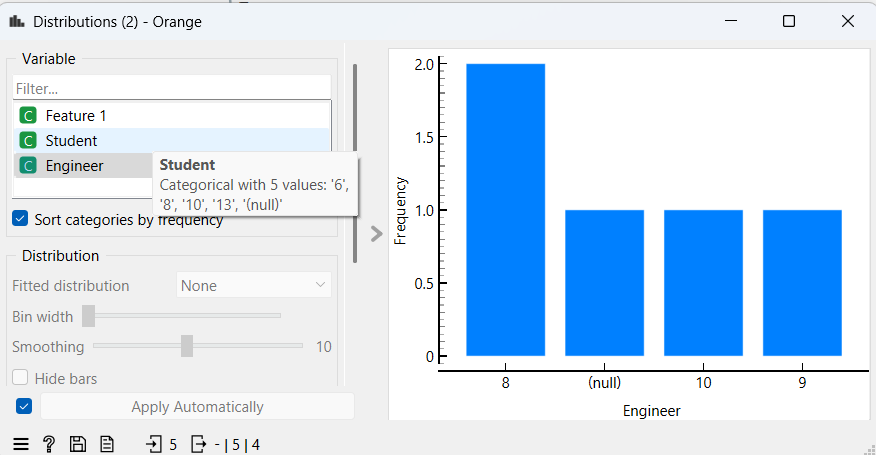 Distributions (2) - Orange
Variable
Filter...
C Feature 1
C Student
C Engineer
Student
Categorical with 5 values: '6',
'8', '10', '13', '(null)'
Sort categories by frequency
Distribution
Fitted distribution None
Bin width
Smoothing 10
Hide bars
Apply Automatically
? 5 - | 5 | 4
Frequency
2.0
1.5
1.0
0.5
0
8 (null) 10 9
Engineer